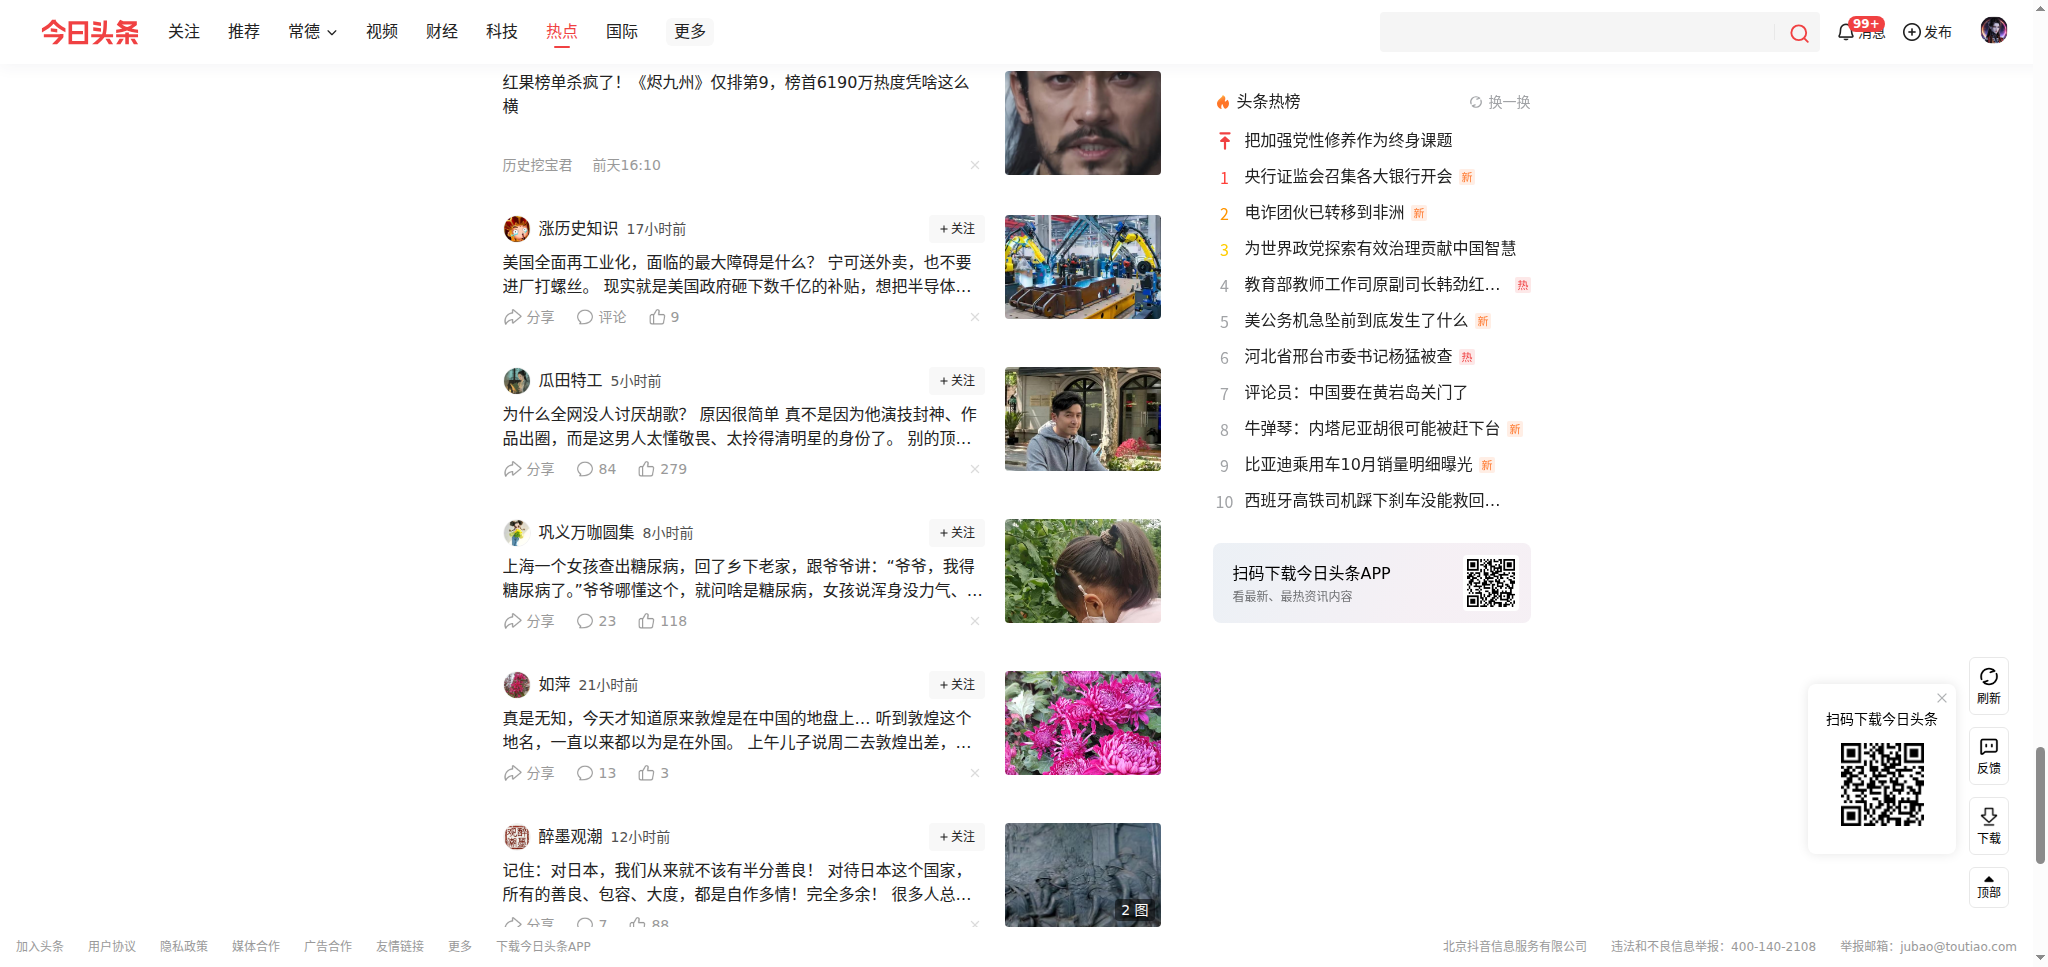 今日头条
关注 推荐 常德 视频 财经 科技 热点 国际 更多
99+
消息
发布
红果榜单杀疯了！《烬九州》仅排第9，榜首6190万热度凭啥这么
横
历史挖宝君 前天16:10
涨历史知识 17小时前
+ 关注
美国全面再工业化，面临的最大障碍是什么？ 宁可送外卖，也不要
进厂打螺丝。 现实就是美国政府砸下数千亿的补贴，想把半导体...
分享 评论 9
瓜田特工 5小时前
+ 关注
为什么全网没人讨厌胡歌？ 原因很简单 真不是因为他演技封神、作
品出圈，而是这男人太懂敬畏、太拎得清明星的身份了。 别的顶...
分享 84 279
巩义万咖圆集 8小时前
+ 关注
上海一个女孩查出糖尿病，回了乡下老家，跟爷爷讲：“爷爷，我得
糖尿病了。”爷爷哪懂这个，就问啥是糖尿病，女孩说浑身没力气、...
分享 23 118
如萍 21小时前
+ 关注
真是无知，今天才知道原来敦煌是在中国的地盘上... 听到敦煌这个
地名，一直以来都以为是在外国。 上午儿子说周二去敦煌出差，...
分享 13 3
醉墨观潮 12小时前
+ 关注
记住：对日本，我们从来就不该有半分善良！ 对待日本这个国家，
所有的善良、包容、大度，都是自作多情！完全多余！ 很多人总...
2 图
分享 7 88
头条热榜
换一换
把加强党性修养作为终身课题
1 央行证监会召集各大银行开会 新
2 电诈团伙已转移到非洲 新
3 为世界政党探索有效治理贡献中国智慧
4 教育部教师工作司原副司长韩劲红... 热
5 美公务机急坠前到底发生了什么 新
6 河北省邢台市委书记杨猛被查 热
7 评论员：中国要在黄岩岛关门了
8 牛弹琴：内塔尼亚胡很可能被赶下台 新
9 比亚迪乘用车10月销量明细曝光 新
10 西班牙高铁司机踩下刹车没能救回...
扫码下载今日头条APP
看最新、最热资讯内容
扫码下载今日头条
刷新
反馈
下载
顶部
加入头条 用户协议 隐私政策 媒体合作 广告合作 友情链接 更多 下载今日头条APP
北京抖音信息服务有限公司 违法和不良信息举报：400-140-2108 举报邮箱：jubao@toutiao.com